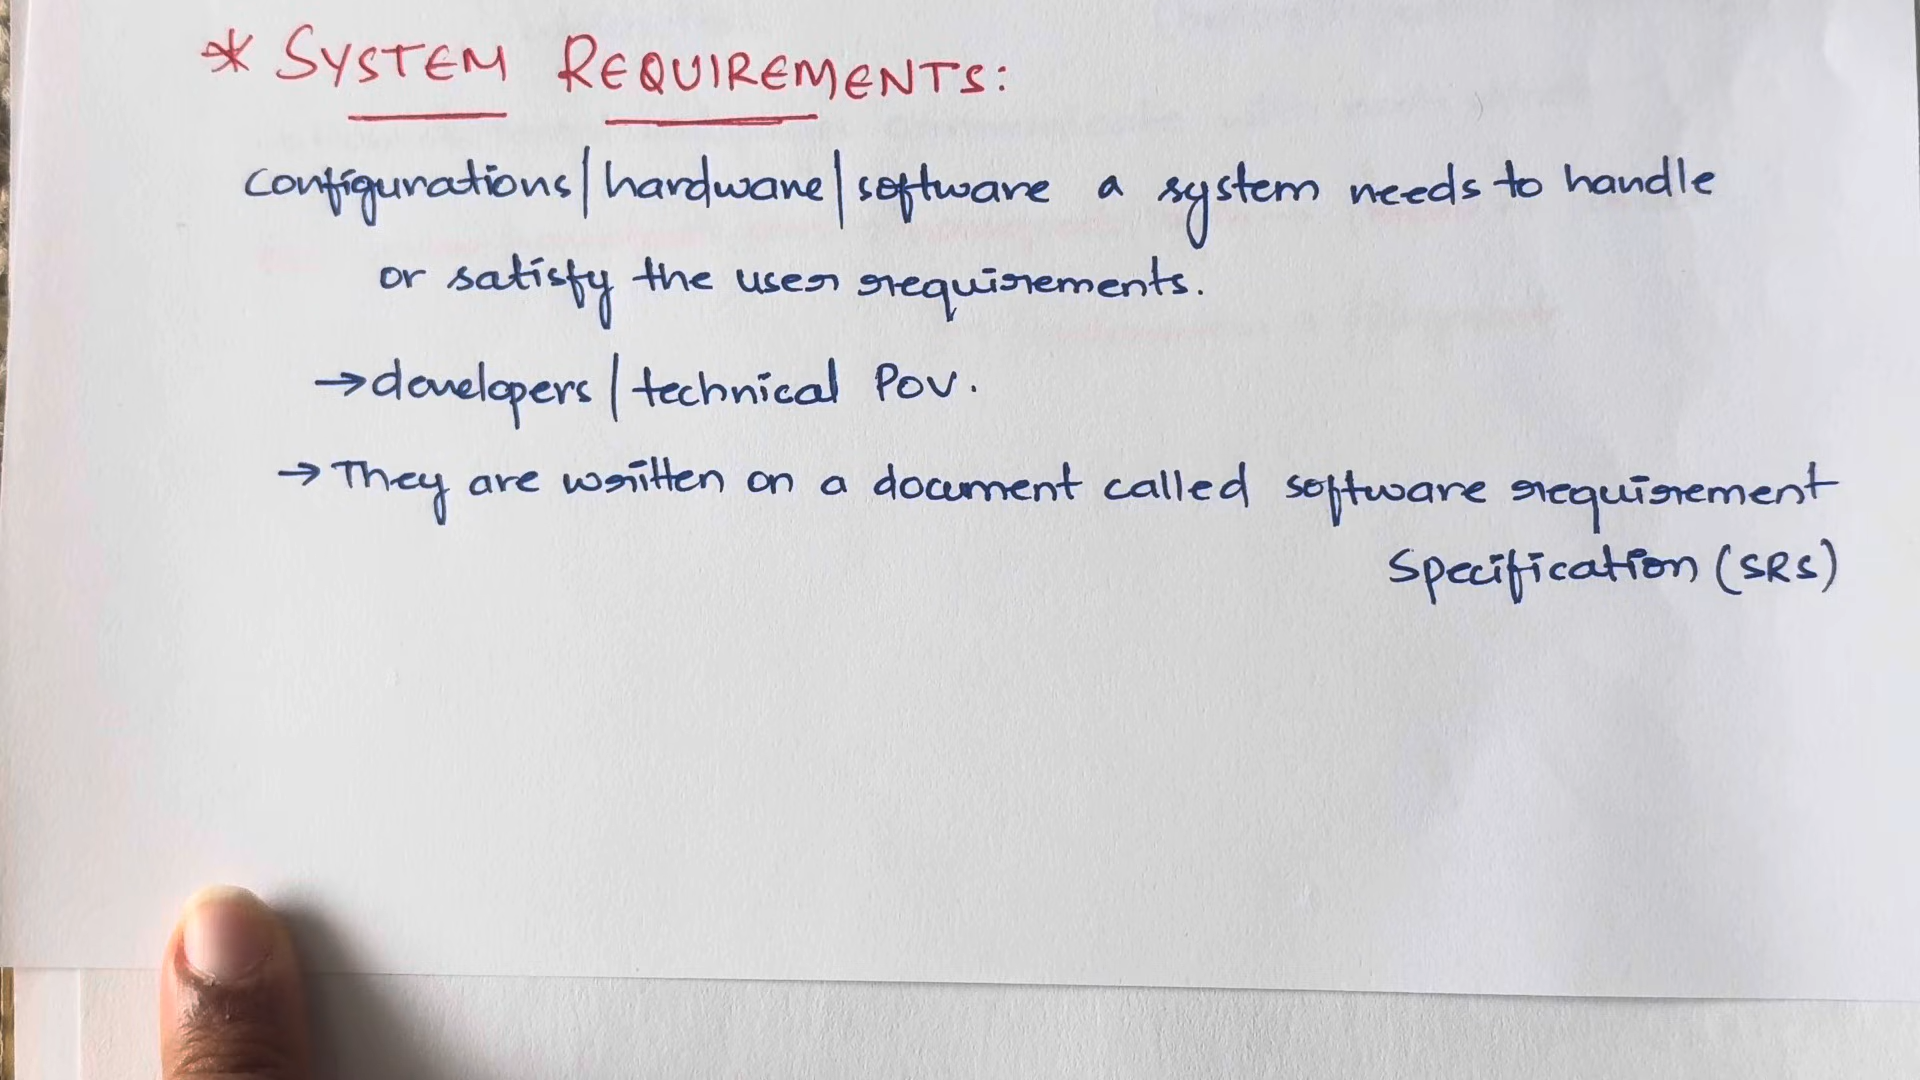 * SYSTEM REQUIREMENTS:
configurations/hardware/software a system needs to handle
or satisfy the user requirements.
→ developers/technical POV.
→ They are written on a document called software requirement
Specification (SRS)